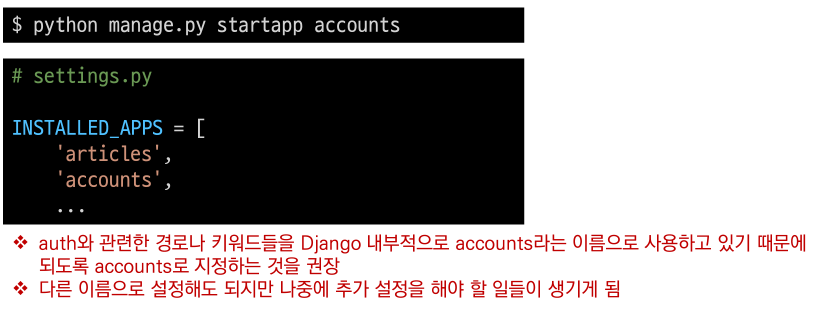 $ python manage.py startapp accounts
# settings.py
INSTALLED_APPS = [
    'articles',
    'accounts',
    ...
❖ auth와 관련한 경로나 키워드들을 Django 내부적으로 accounts라는 이름으로 사용하고 있기 때문에
되도록 accounts로 지정하는 것을 권장
❖ 다른 이름으로 설정해도 되지만 나중에 추가 설정을 해야 할 일들이 생기게 됨